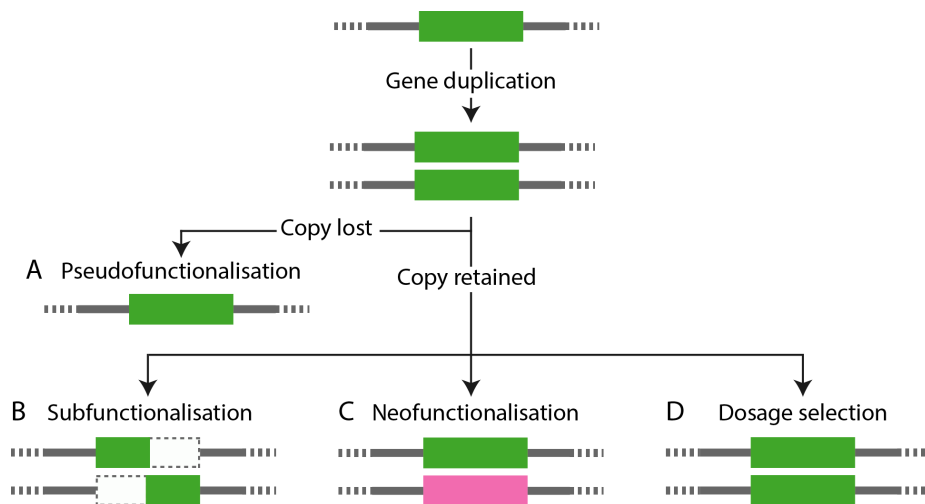 Gene duplication
Copy lost
A Pseudofunctionalisation
Copy retained
B Subfunctionalisation
C Neofunctionalisation
D Dosage selection